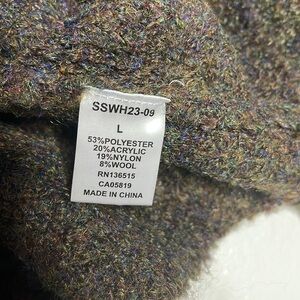 SSWH23-09
L
53%POLYESTER
20%ACRYLIC
19%NYLON
8%WOOL
RN136515
CA05819
MADE IN CHINA